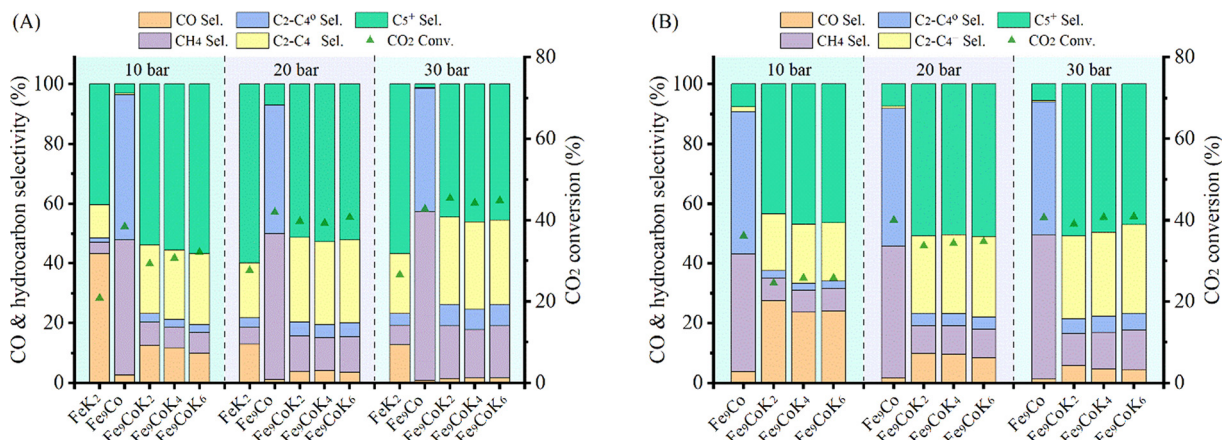 (A)
CO Sel.
C₂-C₄⁰ Sel.
C₅⁺ Sel.
CH₄ Sel.
C₂-C₄ Sel.
CO₂ Conv.
10 bar
20 bar
30 bar
CO & hydrocarbon selectivity (%)
100
80
60
40
20
0
CO₂ conversion (%)
80
60
40
20
0
FeK₂
Fe₉Co
Fe₉CoK₂
Fe₉CoK₄
Fe₉CoK₆
FeK₂
Fe₉Co
Fe₉CoK₂
Fe₉CoK₄
Fe₉CoK₆
FeK₂
Fe₉Co
Fe₉CoK₂
Fe₉CoK₄
Fe₉CoK₆
(B)
CO Sel.
C₂-C₄⁰ Sel.
C₅⁺ Sel.
CH₄ Sel.
C₂-C₄⁻ Sel.
CO₂ Conv.
10 bar
20 bar
30 bar
CO & hydrocarbon selectivity (%)
100
80
60
40
20
0
CO₂ conversion (%)
80
60
40
20
0
Fe₉Co
Fe₉CoK₂
Fe₉CoK₄
Fe₉CoK₆
Fe₉Co
Fe₉CoK₂
Fe₉CoK₄
Fe₉CoK₆
Fe₉Co
Fe₉CoK₂
Fe₉CoK₄
Fe₉CoK₆